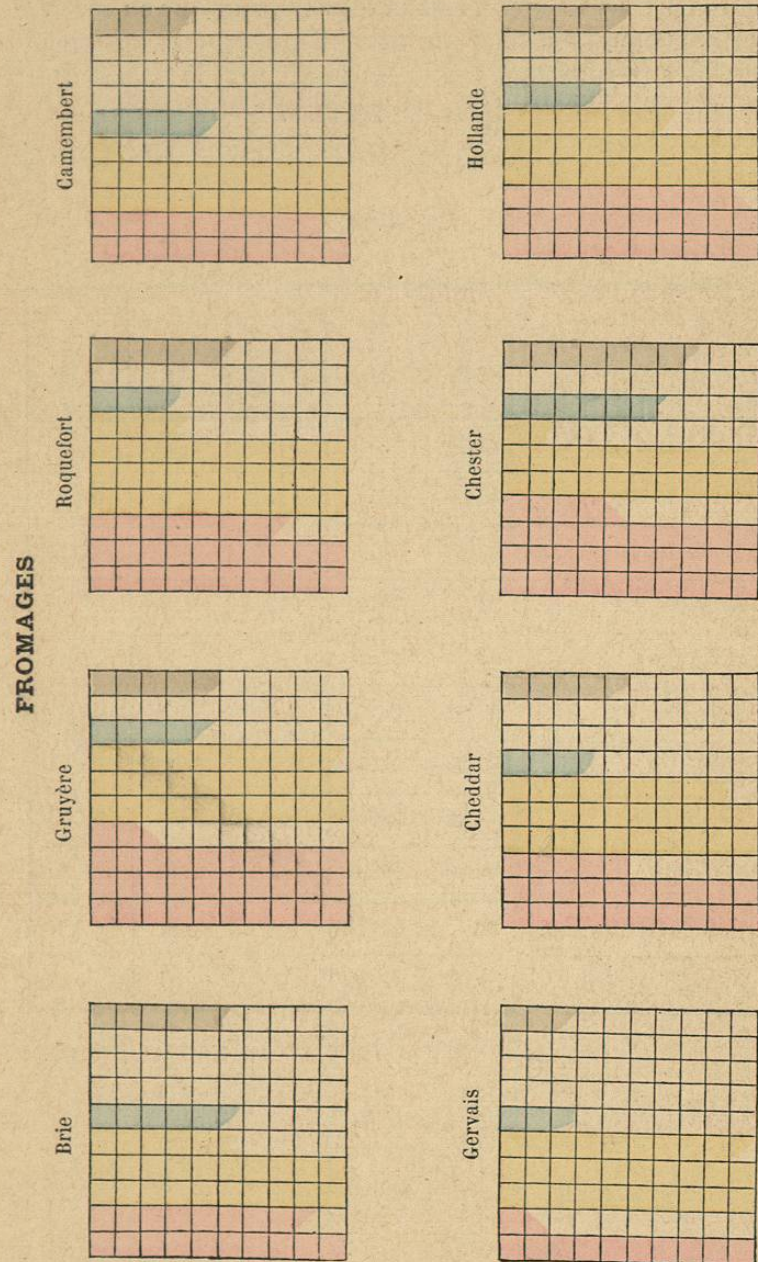 FROMAGES
Camembert
Roquefort
Gruyère
Brie
Hollande
Chester
Cheddar
Gervais